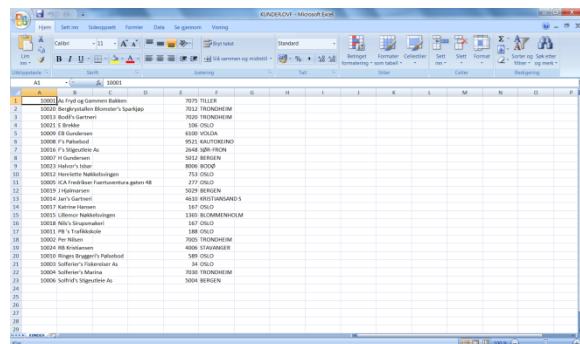 KUNDER.CVF - Microsoft Excel
Hjem Sett inn Sideoppsett Formler Data Se gjennom Visning
Lim inn
Calibri 11
Bryt tekst
Slå sammen og midtstill
Standard
Betinget formatering
Formater som tabell
Cellestiler
Sett inn
Slett
Format
Sorter og filtrer
Søk etter og merk
Utklippstavle Skrift Justering Tall Stiler Celler Redigering
A1 10001
A B C D E F G H I J K L M N O P
1 10001 As Fryd og Gammen Bakken 7075 TILLER
2 10020 Bergkrystallen Blomster's Sparkjøp 7012 TRONDHEIM
3 10013 Bodil's Gartneri 7020 TRONDHEIM
4 10021 E Brekke 106 OSLO
5 10009 EB Gundersen 6100 VOLDA
6 10008 F's Pølsebod 9521 KAUTOKEINO
7 10016 F's Stigeutleie As 2648 SØR-FRON
8 10007 H Gundersen 5012 BERGEN
9 10023 Halvor's Isbar 8006 BODØ
10 10012 Henriette Nøkkelsvingen 753 OSLO
11 10005 ICA Fredriksen Fuentuventura gaten 48 277 OSLO
12 10019 J Hjalmarsen 5029 BERGEN
13 10014 Jan's Gartneri 4610 KRISTIANSAND S
14 10017 Katrine Hansen 167 OSLO
15 10015 Lillemor Nøkkelsvingen 1365 BLOMMENHOLM
16 10018 Nils's Sirupsmakeri 167 OSLO
17 10011 PB 's Trafikkskole 188 OSLO
18 10002 Per Nilsen 7005 TRONDHEIM
19 10024 RB Kristiansen 4006 STAVANGER
20 10010 Ringes Bryggeri's Pølsebod 589 OSLO
21 10003 Solferier's Fiskereiser As 34 OSLO
22 10004 Solferier's Marina 7030 TRONDHEIM
23 10006 Solfrid's Stigeutleie As 5004 BERGEN
24
25
26
27
28
29
KUNDER
100 %